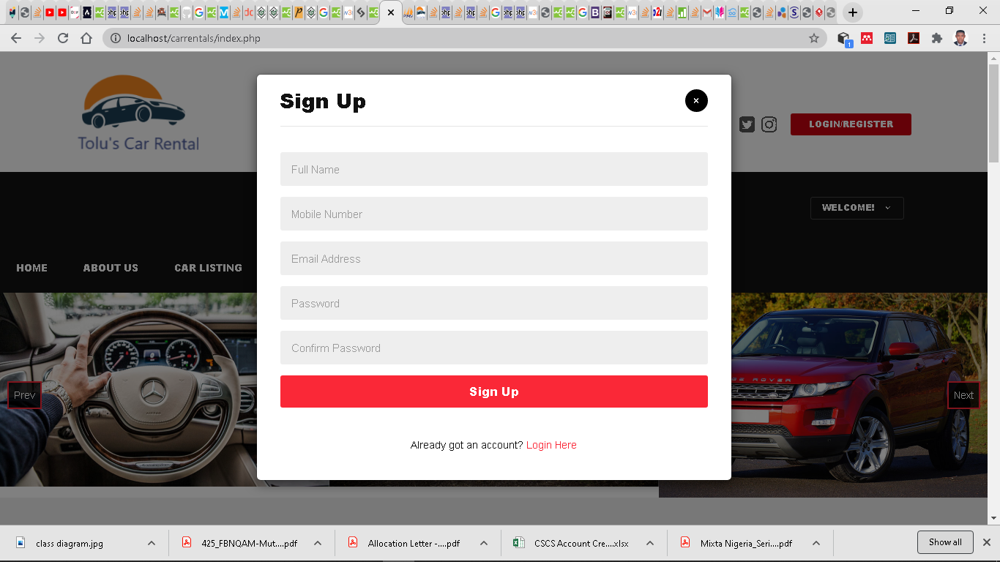 localhost/carrentals/index.php
1
Tolu's Car Rental
LOGIN/REGISTER
WELCOME!
HOME
ABOUT US
CAR LISTING
Sign Up
×
Full Name
Mobile Number
Email Address
Password
Confirm Password
Sign Up
Already got an account? Login Here
Prev
Next
class diagram.jpg
425_FBNQAM-Mut....pdf
Allocation Letter -....pdf
CSCS Account Cre....xlsx
Mixta Nigeria_Seri....pdf
Show all